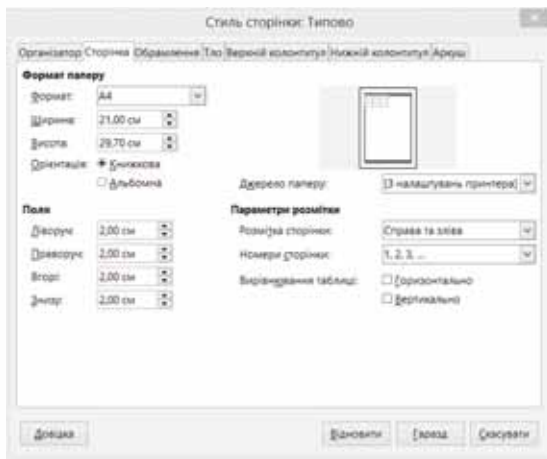 Стиль сторінки: Типово
Організатор Сторінка Обрамлення Тло Верхній колонтитул Нижній колонтитул Аркуш
Формат паперу
Формат: A4
Ширина: 21,00 см
Висота: 29,70 см
Орієнтація: Книжкова
Альбомна
Джерело паперу: [З налаштувань принтера]
Поля
Параметри розмітки
Ліворуч: 2,00 см
Розмітка сторінки: Справа та зліва
Праворуч: 2,00 см
Номери сторінки: 1, 2, 3, ...
Вгорі: 2,00 см
Вирівнювання таблиці: Горизонтально
Знизу: 2,00 см
Вертикально
Довідка
Відновити
Гаразд
Скасувати